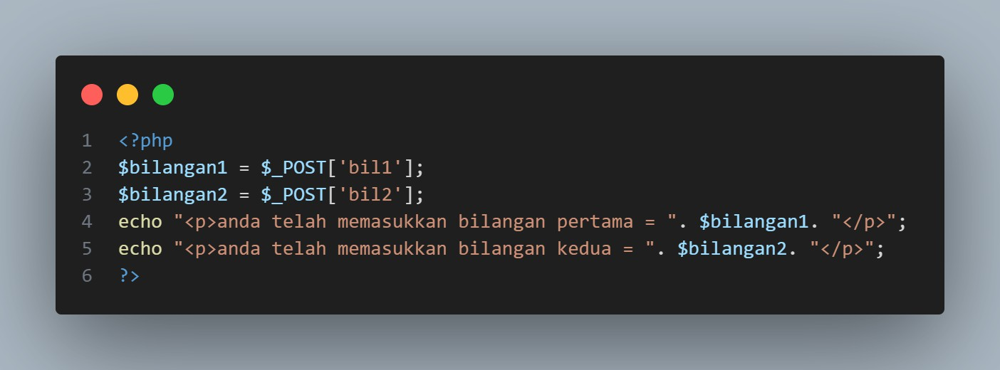 1 <?php
2 $bilangan1 = $_POST['bil1'];
3 $bilangan2 = $_POST['bil2'];
4 echo "<p>anda telah memasukkan bilangan pertama = ". $bilangan1. "</p>";
5 echo "<p>anda telah memasukkan bilangan kedua = ". $bilangan2. "</p>";
6 ?>